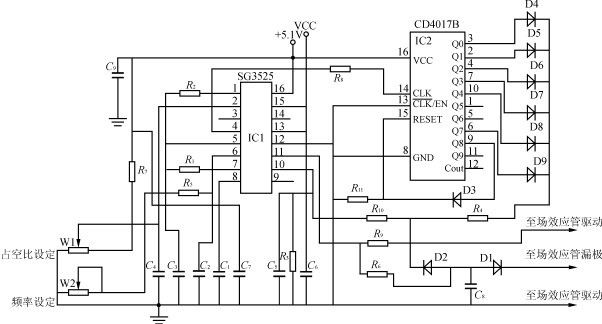 D4
CD4017B
VCC
+5.1V
D5
IC2
Q0 3
16 VCC
Q1 2
D6
Q2 4
C9
SG3525
R8
Q3 7
D7
R2
1 16
14 CLK
Q4 10
2 15
13 CLK/EN
Q5 1
D8
3 14
15 RESET
Q6 5
4 13
IC1
Q7 6
5 12
Q8 9
D9
6 11
8 GND
Q9 11
R7
7 10
Cout 12
R5
8 9
R11
D3
W1
R10
R4
占空比设定
R9
至场效应管驱动
W2
C4 C3 C2 C1 C7 C5 R3 C6
R6
D2
D1
至场效应管漏极
频率设定
C8
至场效应管驱动